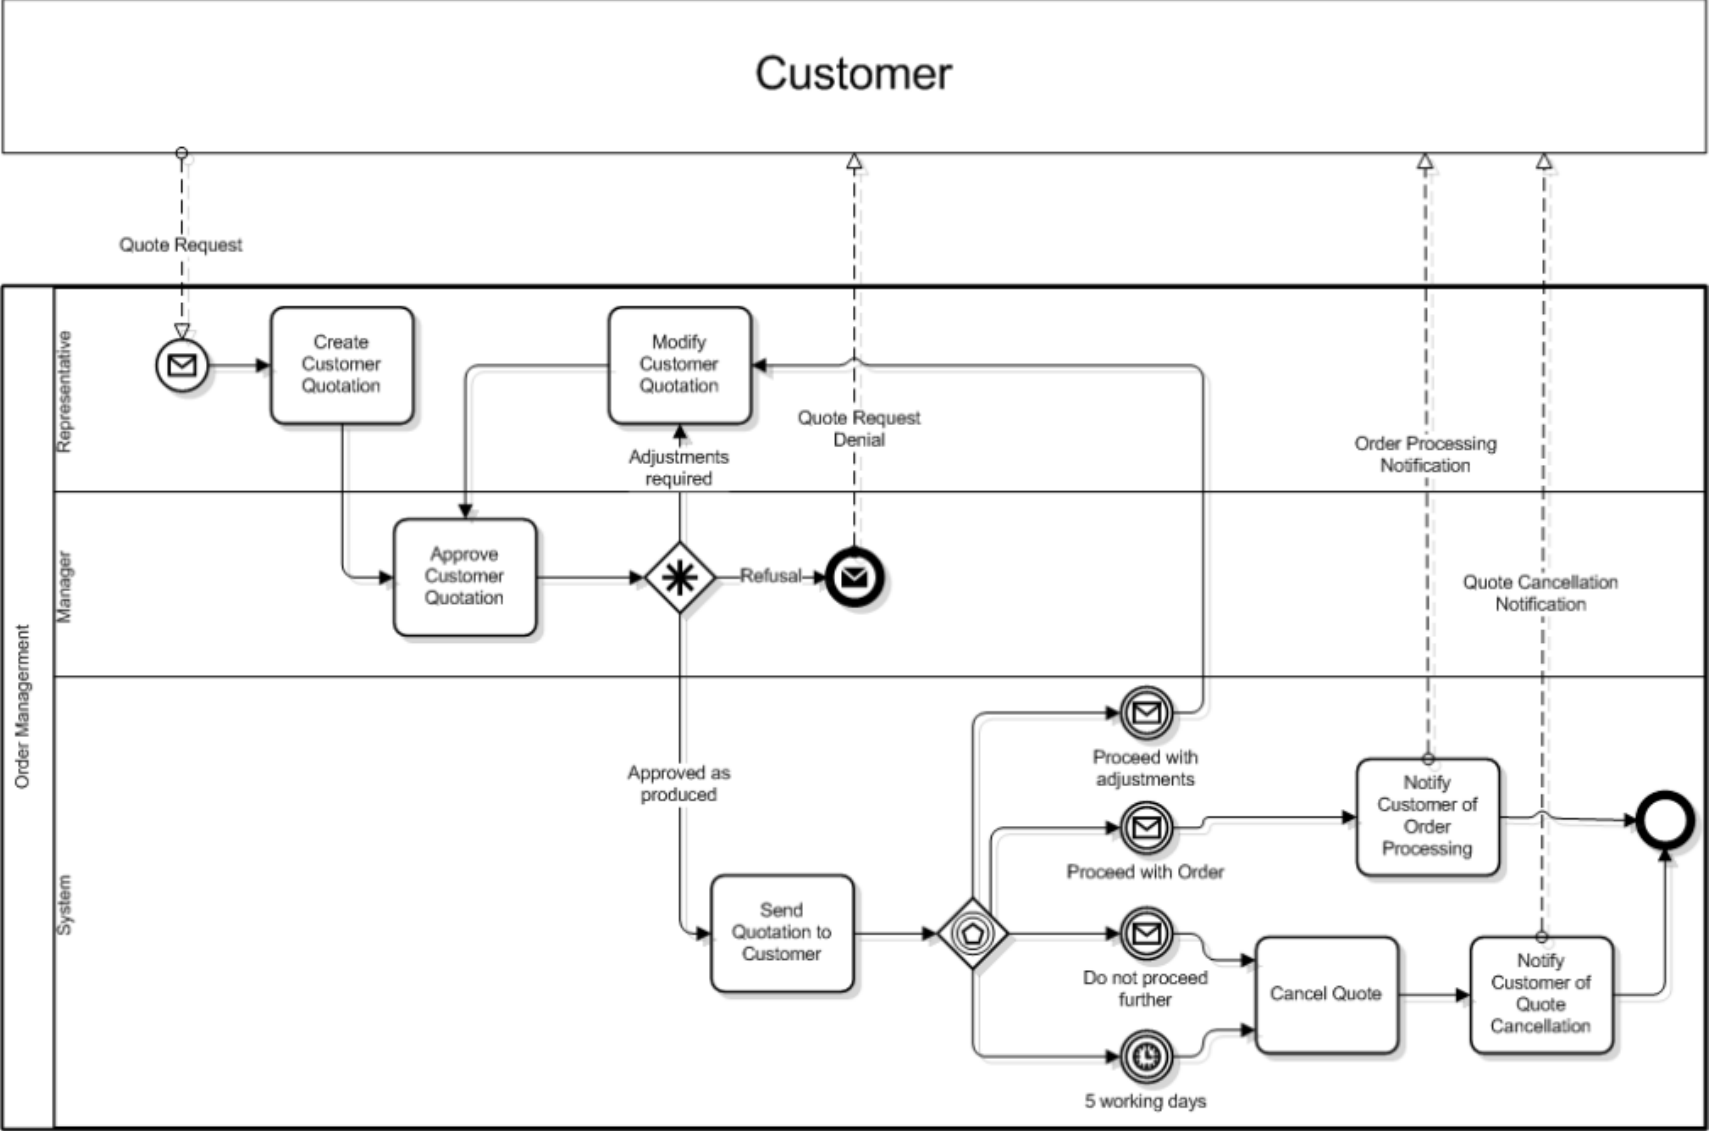 Customer
Quote Request
Order Managerment
Representative
Create
Customer
Quotation
Modify
Customer
Quotation
Adjustments
required
Quote Request
Denial
Order Processing
Notification
Manager
Approve
Customer
Quotation
Refusal
Quote Cancellation
Notification
System
Approved as
produced
Send
Quotation to
Customer
Proceed with
adjustments
Proceed with Order
Do not proceed
further
5 working days
Notify
Customer of
Order
Processing
Cancel Quote
Notify
Customer of
Quote
Cancellation